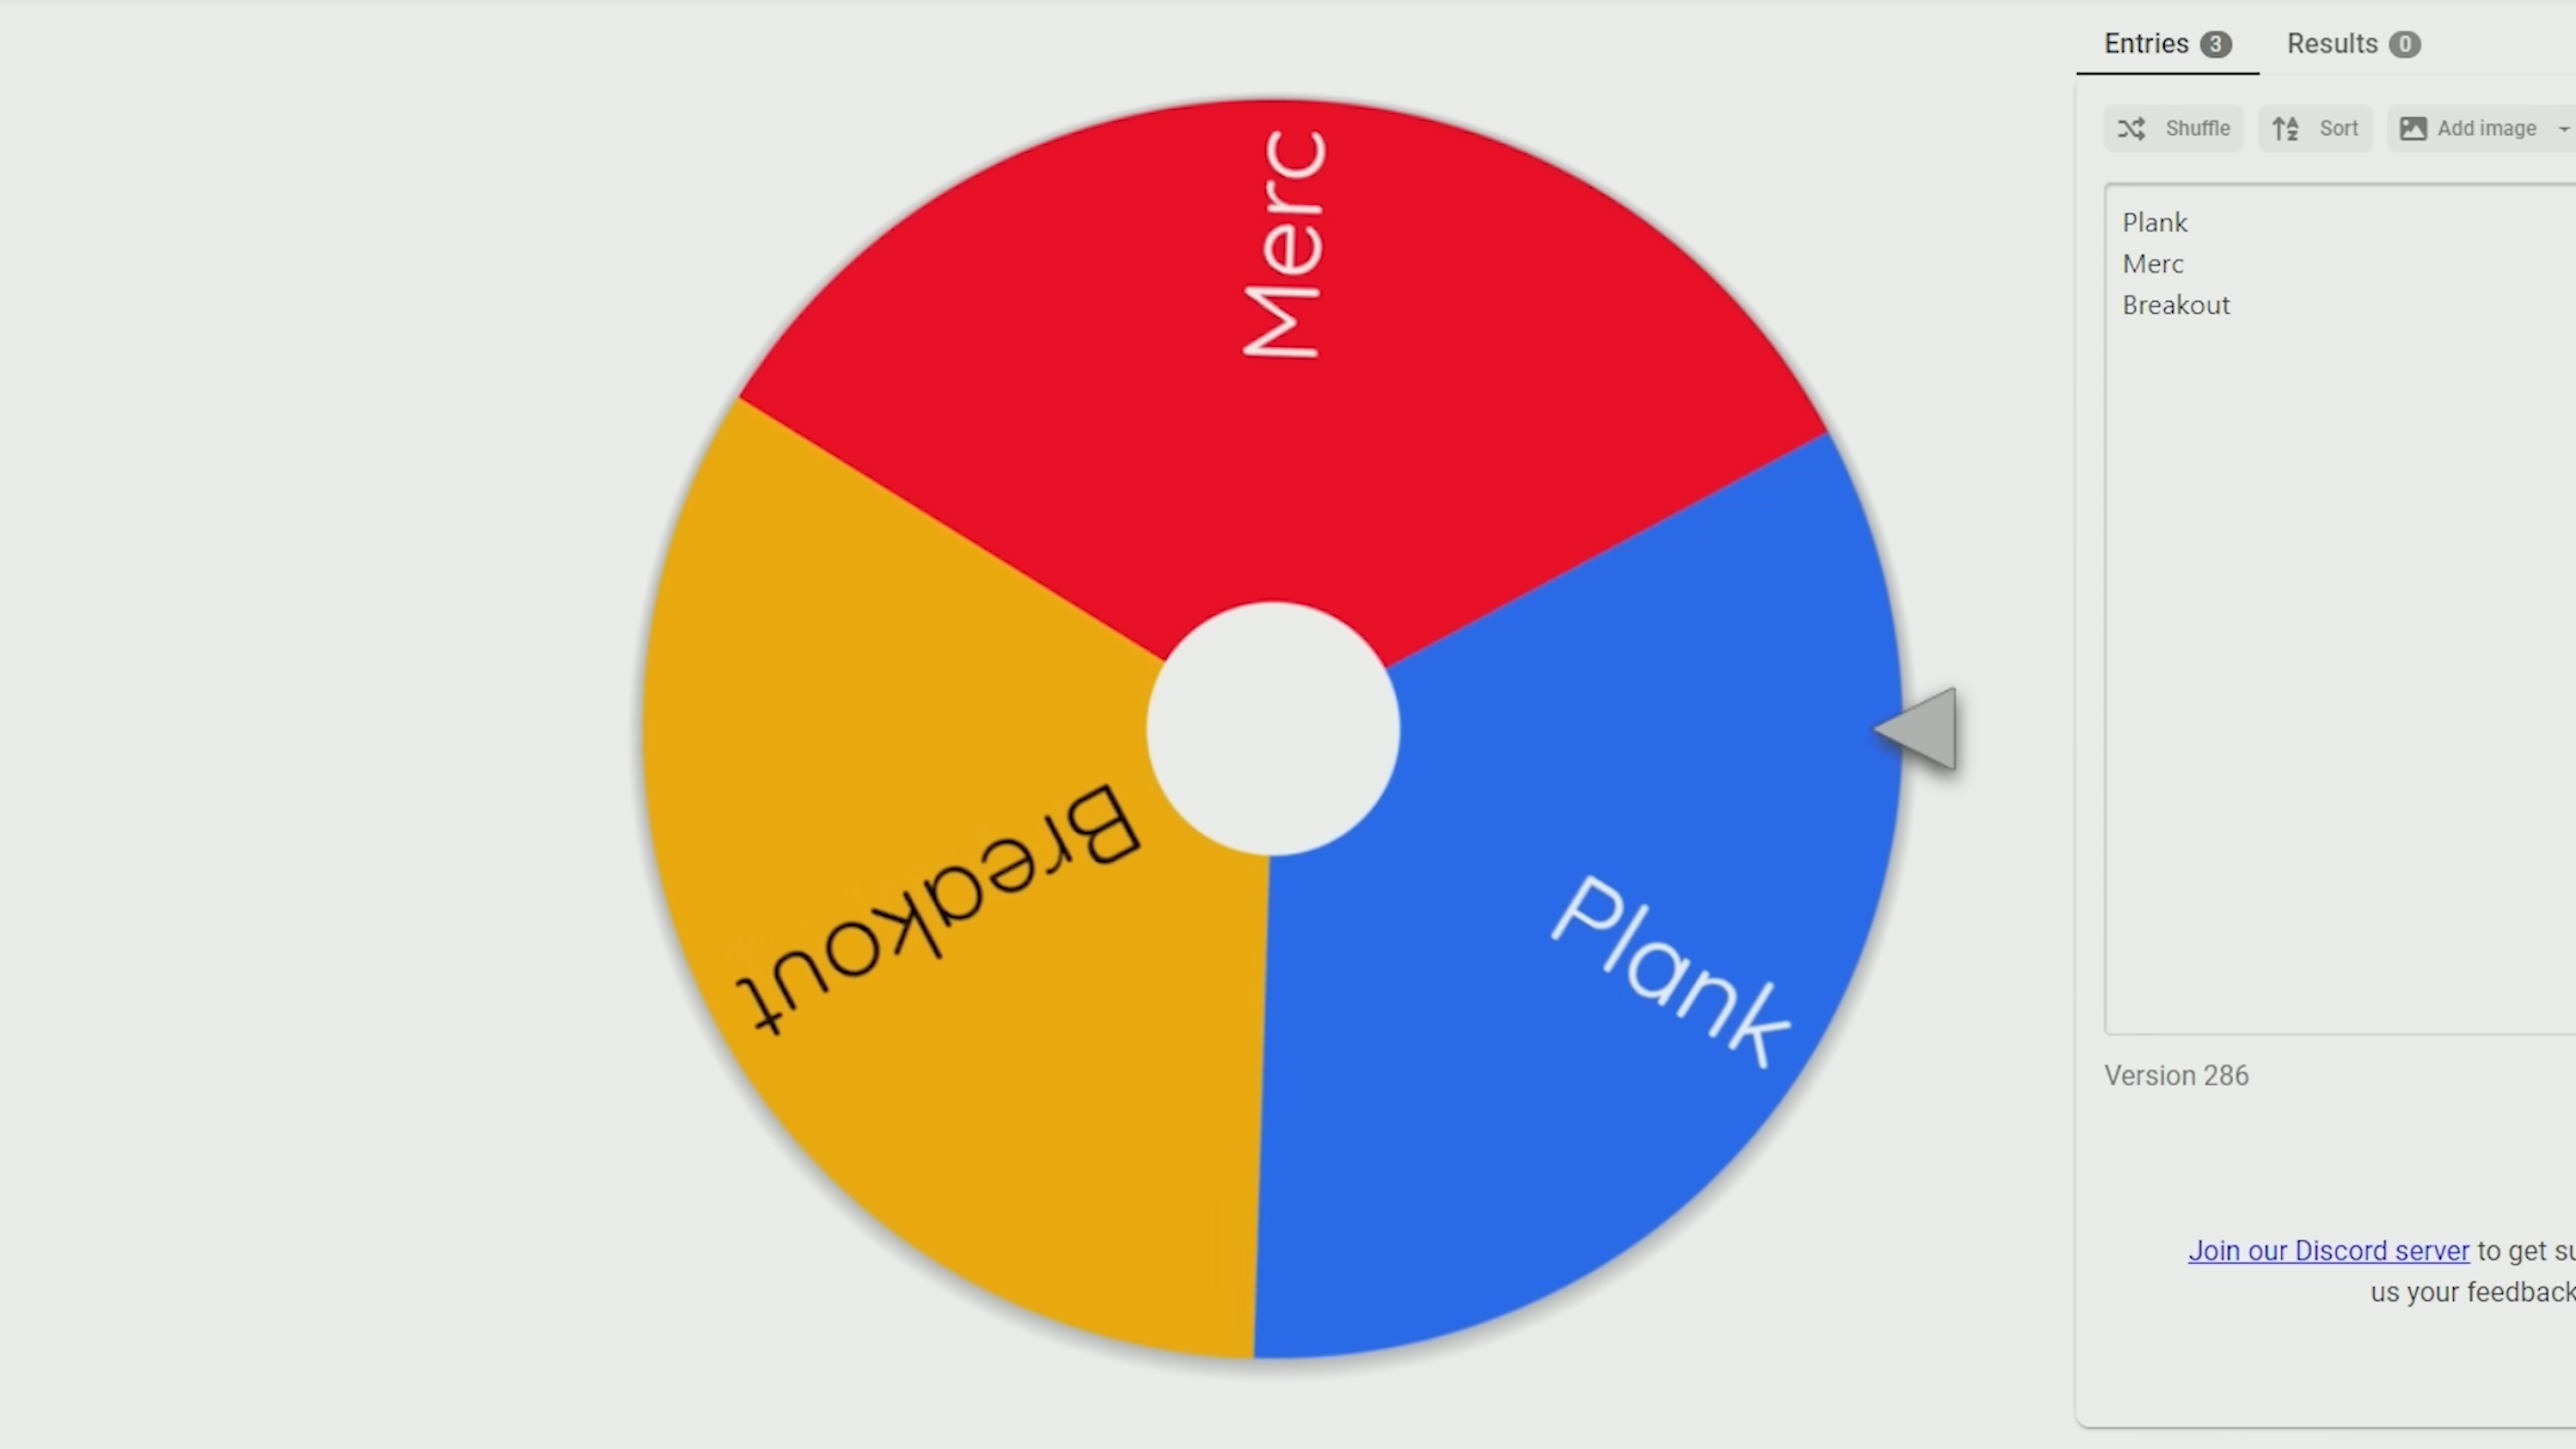 Entries 3
Results 0
Shuffle
Sort
Add image
Plank
Merc
Breakout
Merc
Plank
Breakout
Version 286
Join our Discord server to get su
us your feedback